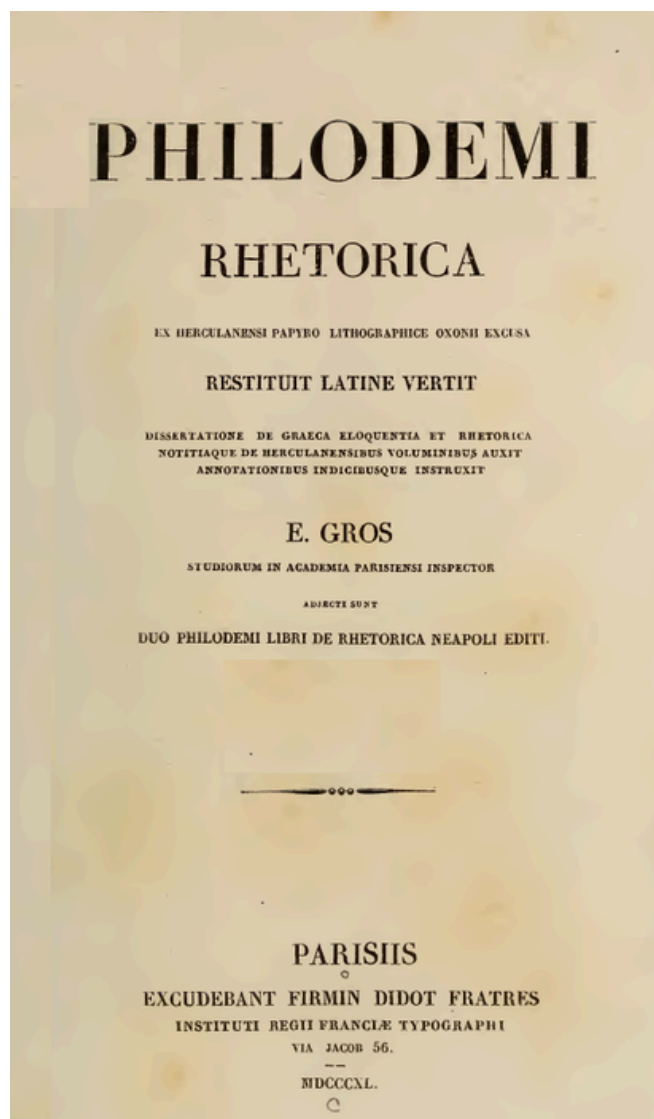 PHILODEMI
RHETORICA
EX HERCULANENSI PAPYRO LITHOGRAPHICE OXONII EXCUSA
RESTITUIT LATINE VERTIT
DISSERTATIONE DE GRAECA ELOQUENTIA ET RHETORICA
NOTITIAQUE DE HERCULANENSIBUS VOLUMINIBUS AUXIT
ANNOTATIONIBUS INDICIBUSQUE INSTRUXIT
E. GROS
STUDIORUM IN ACADEMIA PARISIENSI INSPECTOR
ADJECTI SUNT
DUO PHILODEMI LIBRI DE RHETORICA NEAPOLI EDITI.
PARISIIS
EXCUDEBANT FIRMIN DIDOT FRATRES
INSTITUTI REGII FRANCIÆ TYPOGRAPHI
VIA JACOB 56.
MDCCCXL.